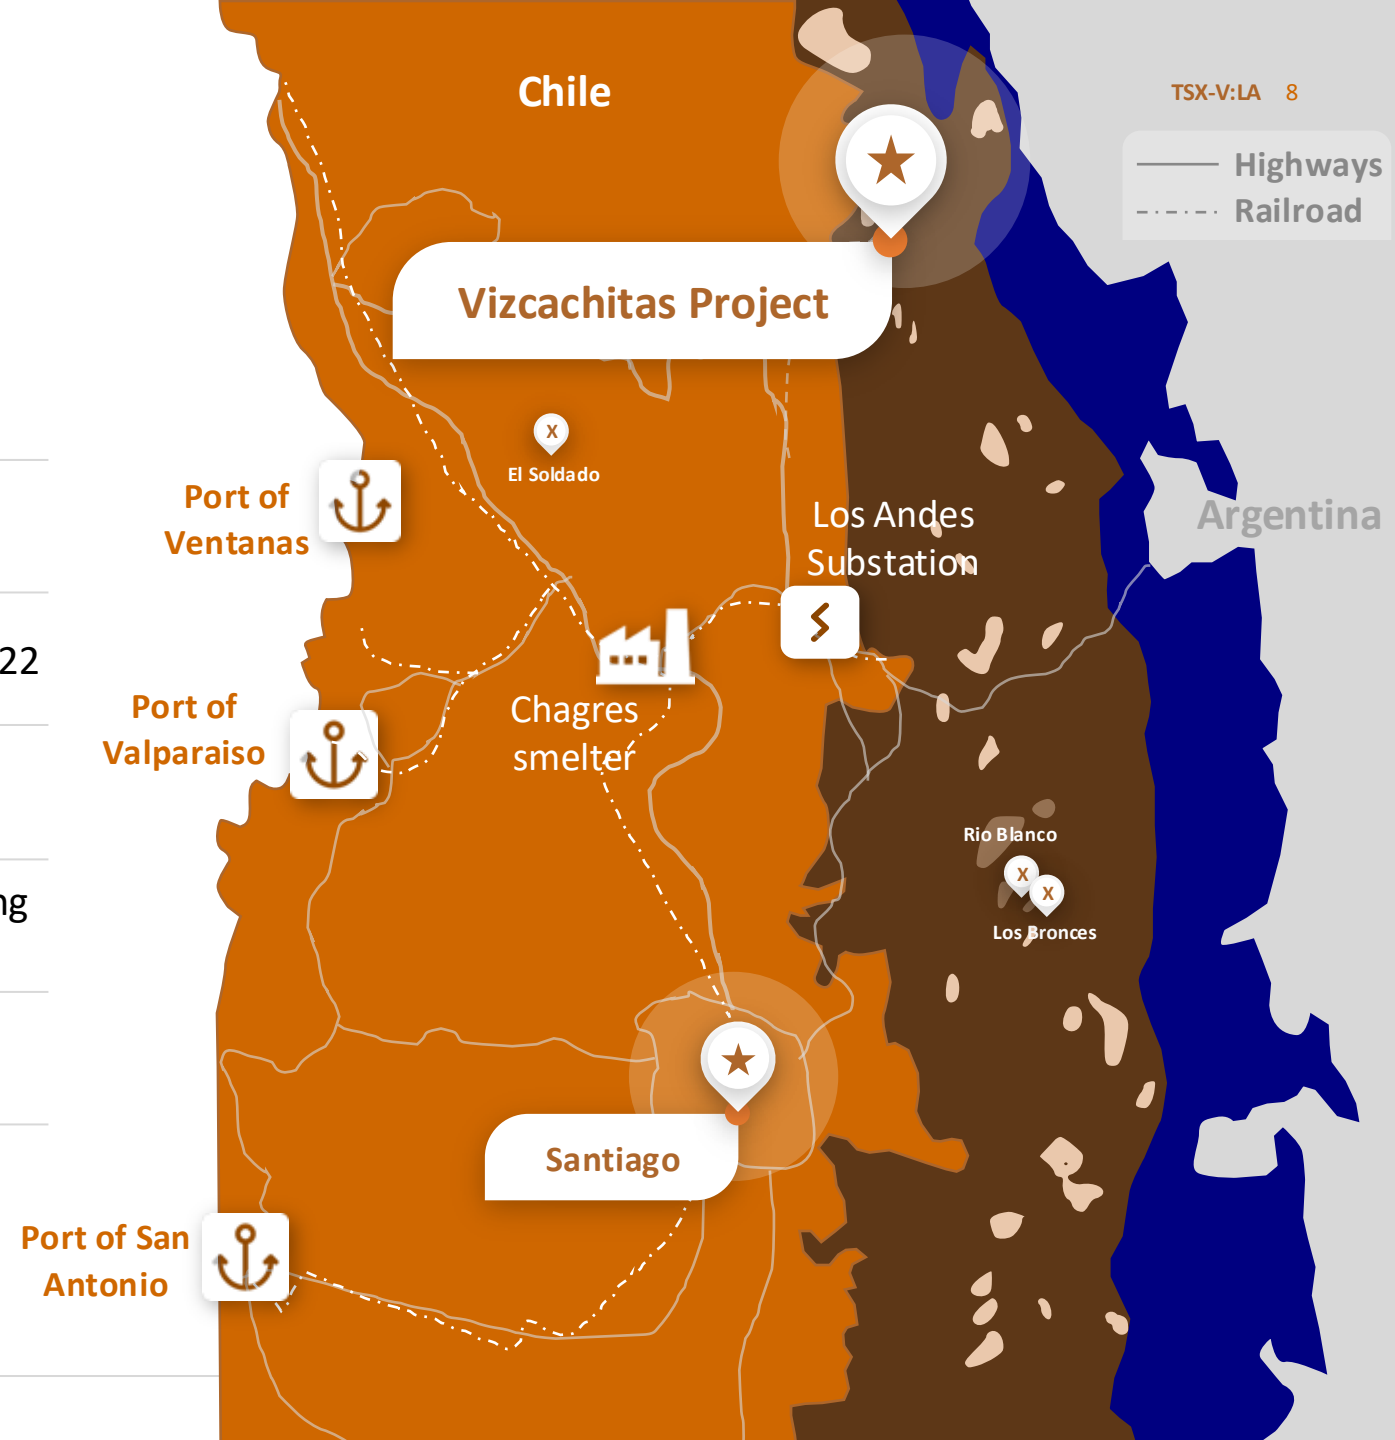 Chile
TSX-V:LA 8
Highways
Railroad
Vizcachitas Project
X
El Soldado
Port of
Ventanas
Los Andes
Substation
Argentina
22
Port of
Valparaiso
Chagres
smelter
Rio Blanco
X
X
Los Bronces
ng
Santiago
Port of San
Antonio